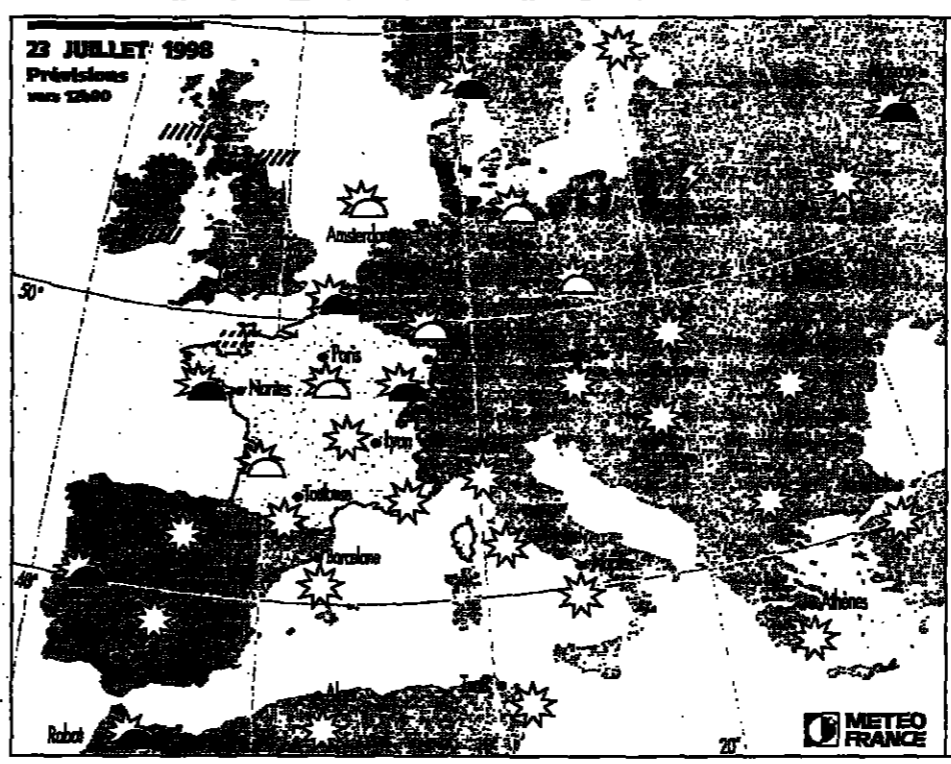 23 JUILLET 1998
Prévisions
vers 12h00
Amsterdam
50°
Paris
Nantes
Lyon
Toulouse
Barcelone
40°
Naples
Athènes
Rabat
20°
METEO
FRANCE